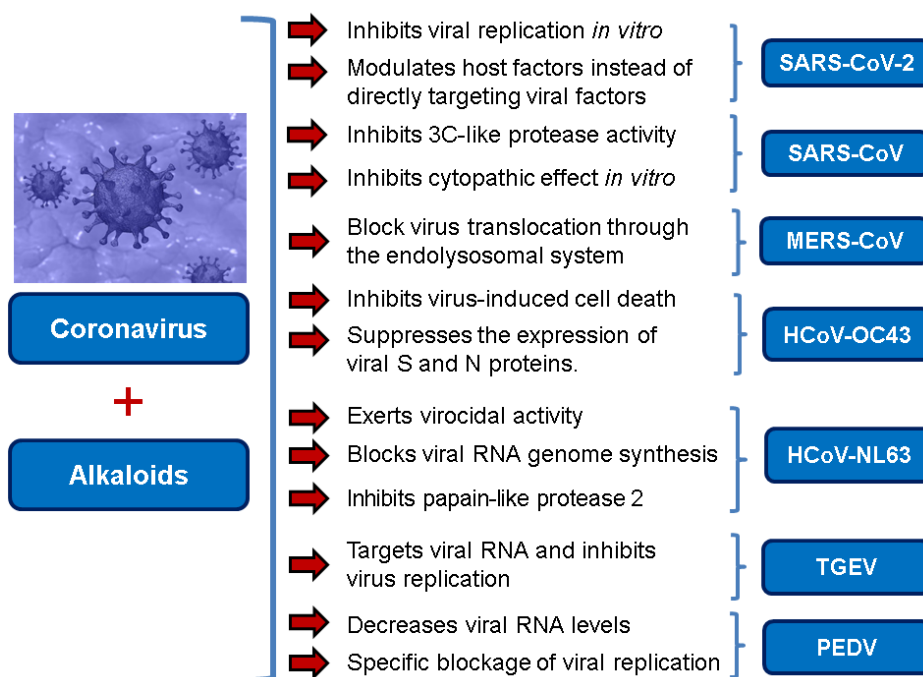 Inhibits viral replication in vitro
Modulates host factors instead of
directly targeting viral factors
SARS-CoV-2
Inhibits 3C-like protease activity
Inhibits cytopathic effect in vitro
SARS-CoV
Block virus translocation through
the endolysosomal system
MERS-CoV
Coronavirus
+
Alkaloids
Inhibits virus-induced cell death
Suppresses the expression of
viral S and N proteins.
HCoV-OC43
Exerts virocidal activity
Blocks viral RNA genome synthesis
Inhibits papain-like protease 2
HCoV-NL63
Targets viral RNA and inhibits
virus replication
TGEV
Decreases viral RNA levels
Specific blockage of viral replication
PEDV